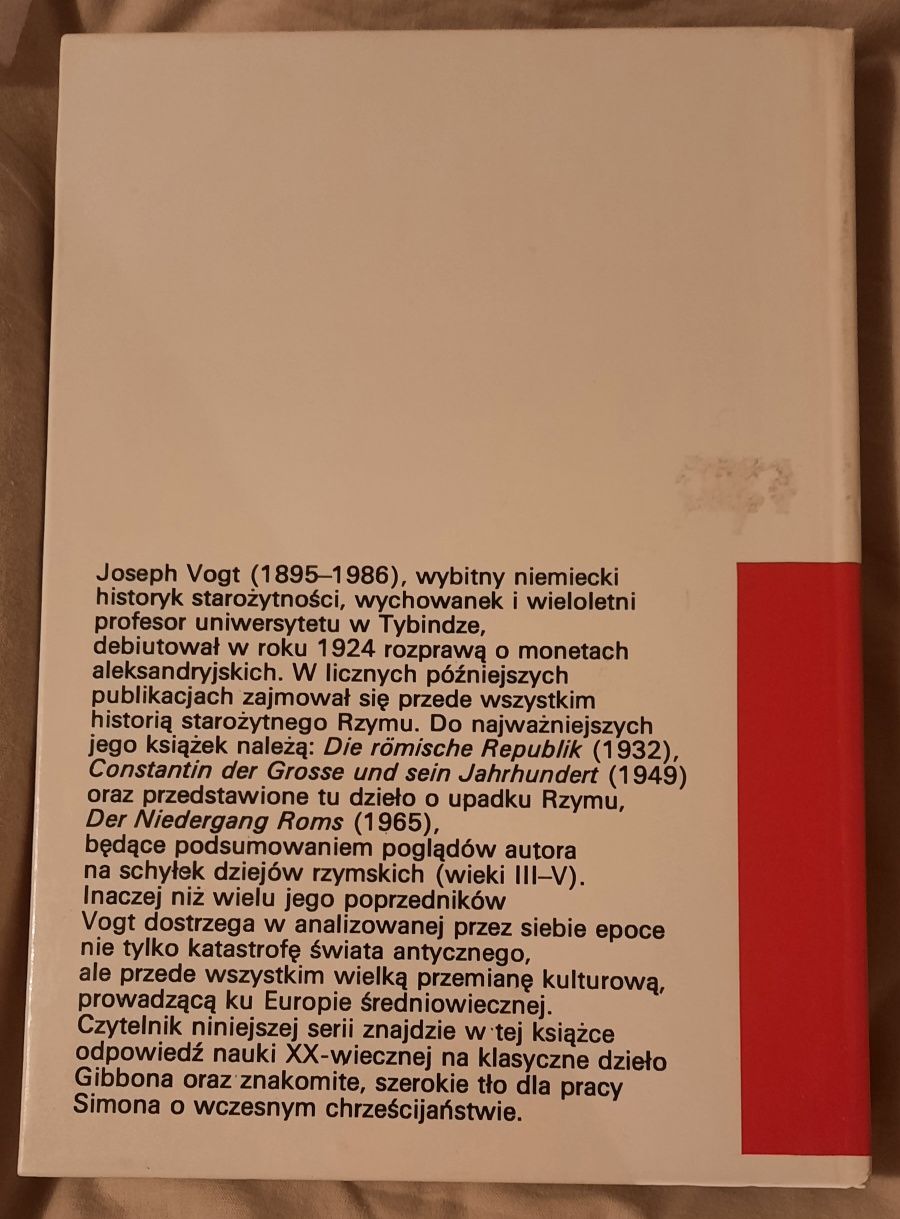 Joseph Vogt (1895–1986), wybitny niemiecki
historyk starożytności, wychowanek i wieloletni
profesor uniwersytetu w Tybindze,
debiutował w roku 1924 rozprawą o monetach
aleksandryjskich. W licznych późniejszych
publikacjach zajmował się przede wszystkim
historią starożytnego Rzymu. Do najważniejszych
jego książek należą: Die römische Republik (1932),
Constantin der Grosse und sein Jahrhundert (1949)
oraz przedstawione tu dzieło o upadku Rzymu,
Der Niedergang Roms (1965),
będące podsumowaniem poglądów autora
na schyłek dziejów rzymskich (wieki III–V).
Inaczej niż wielu jego poprzedników
Vogt dostrzega w analizowanej przez siebie epoce
nie tylko katastrofę świata antycznego,
ale przede wszystkim wielką przemianę kulturową,
prowadzącą ku Europie średniowiecznej.
Czytelnik niniejszej serii znajdzie w tej książce
odpowiedź nauki XX-wiecznej na klasyczne dzieło
Gibbona oraz znakomite, szerokie tło dla pracy
Simona o wczesnym chrześcijaństwie.